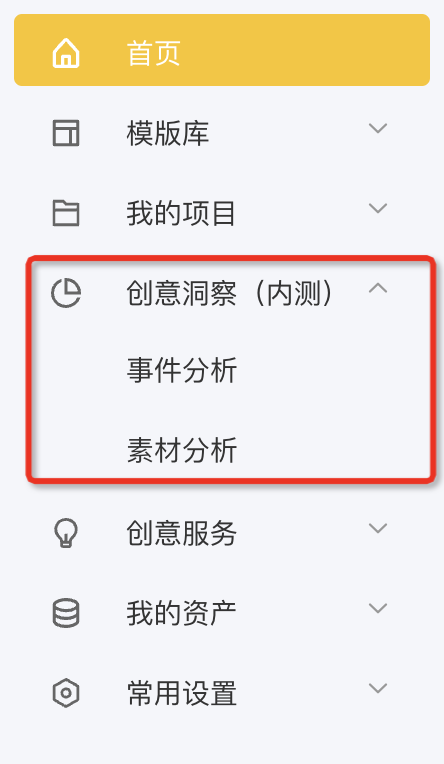 首页
模版库
我的项目
创意洞察（内测）
事件分析
素材分析
创意服务
我的资产
常用设置